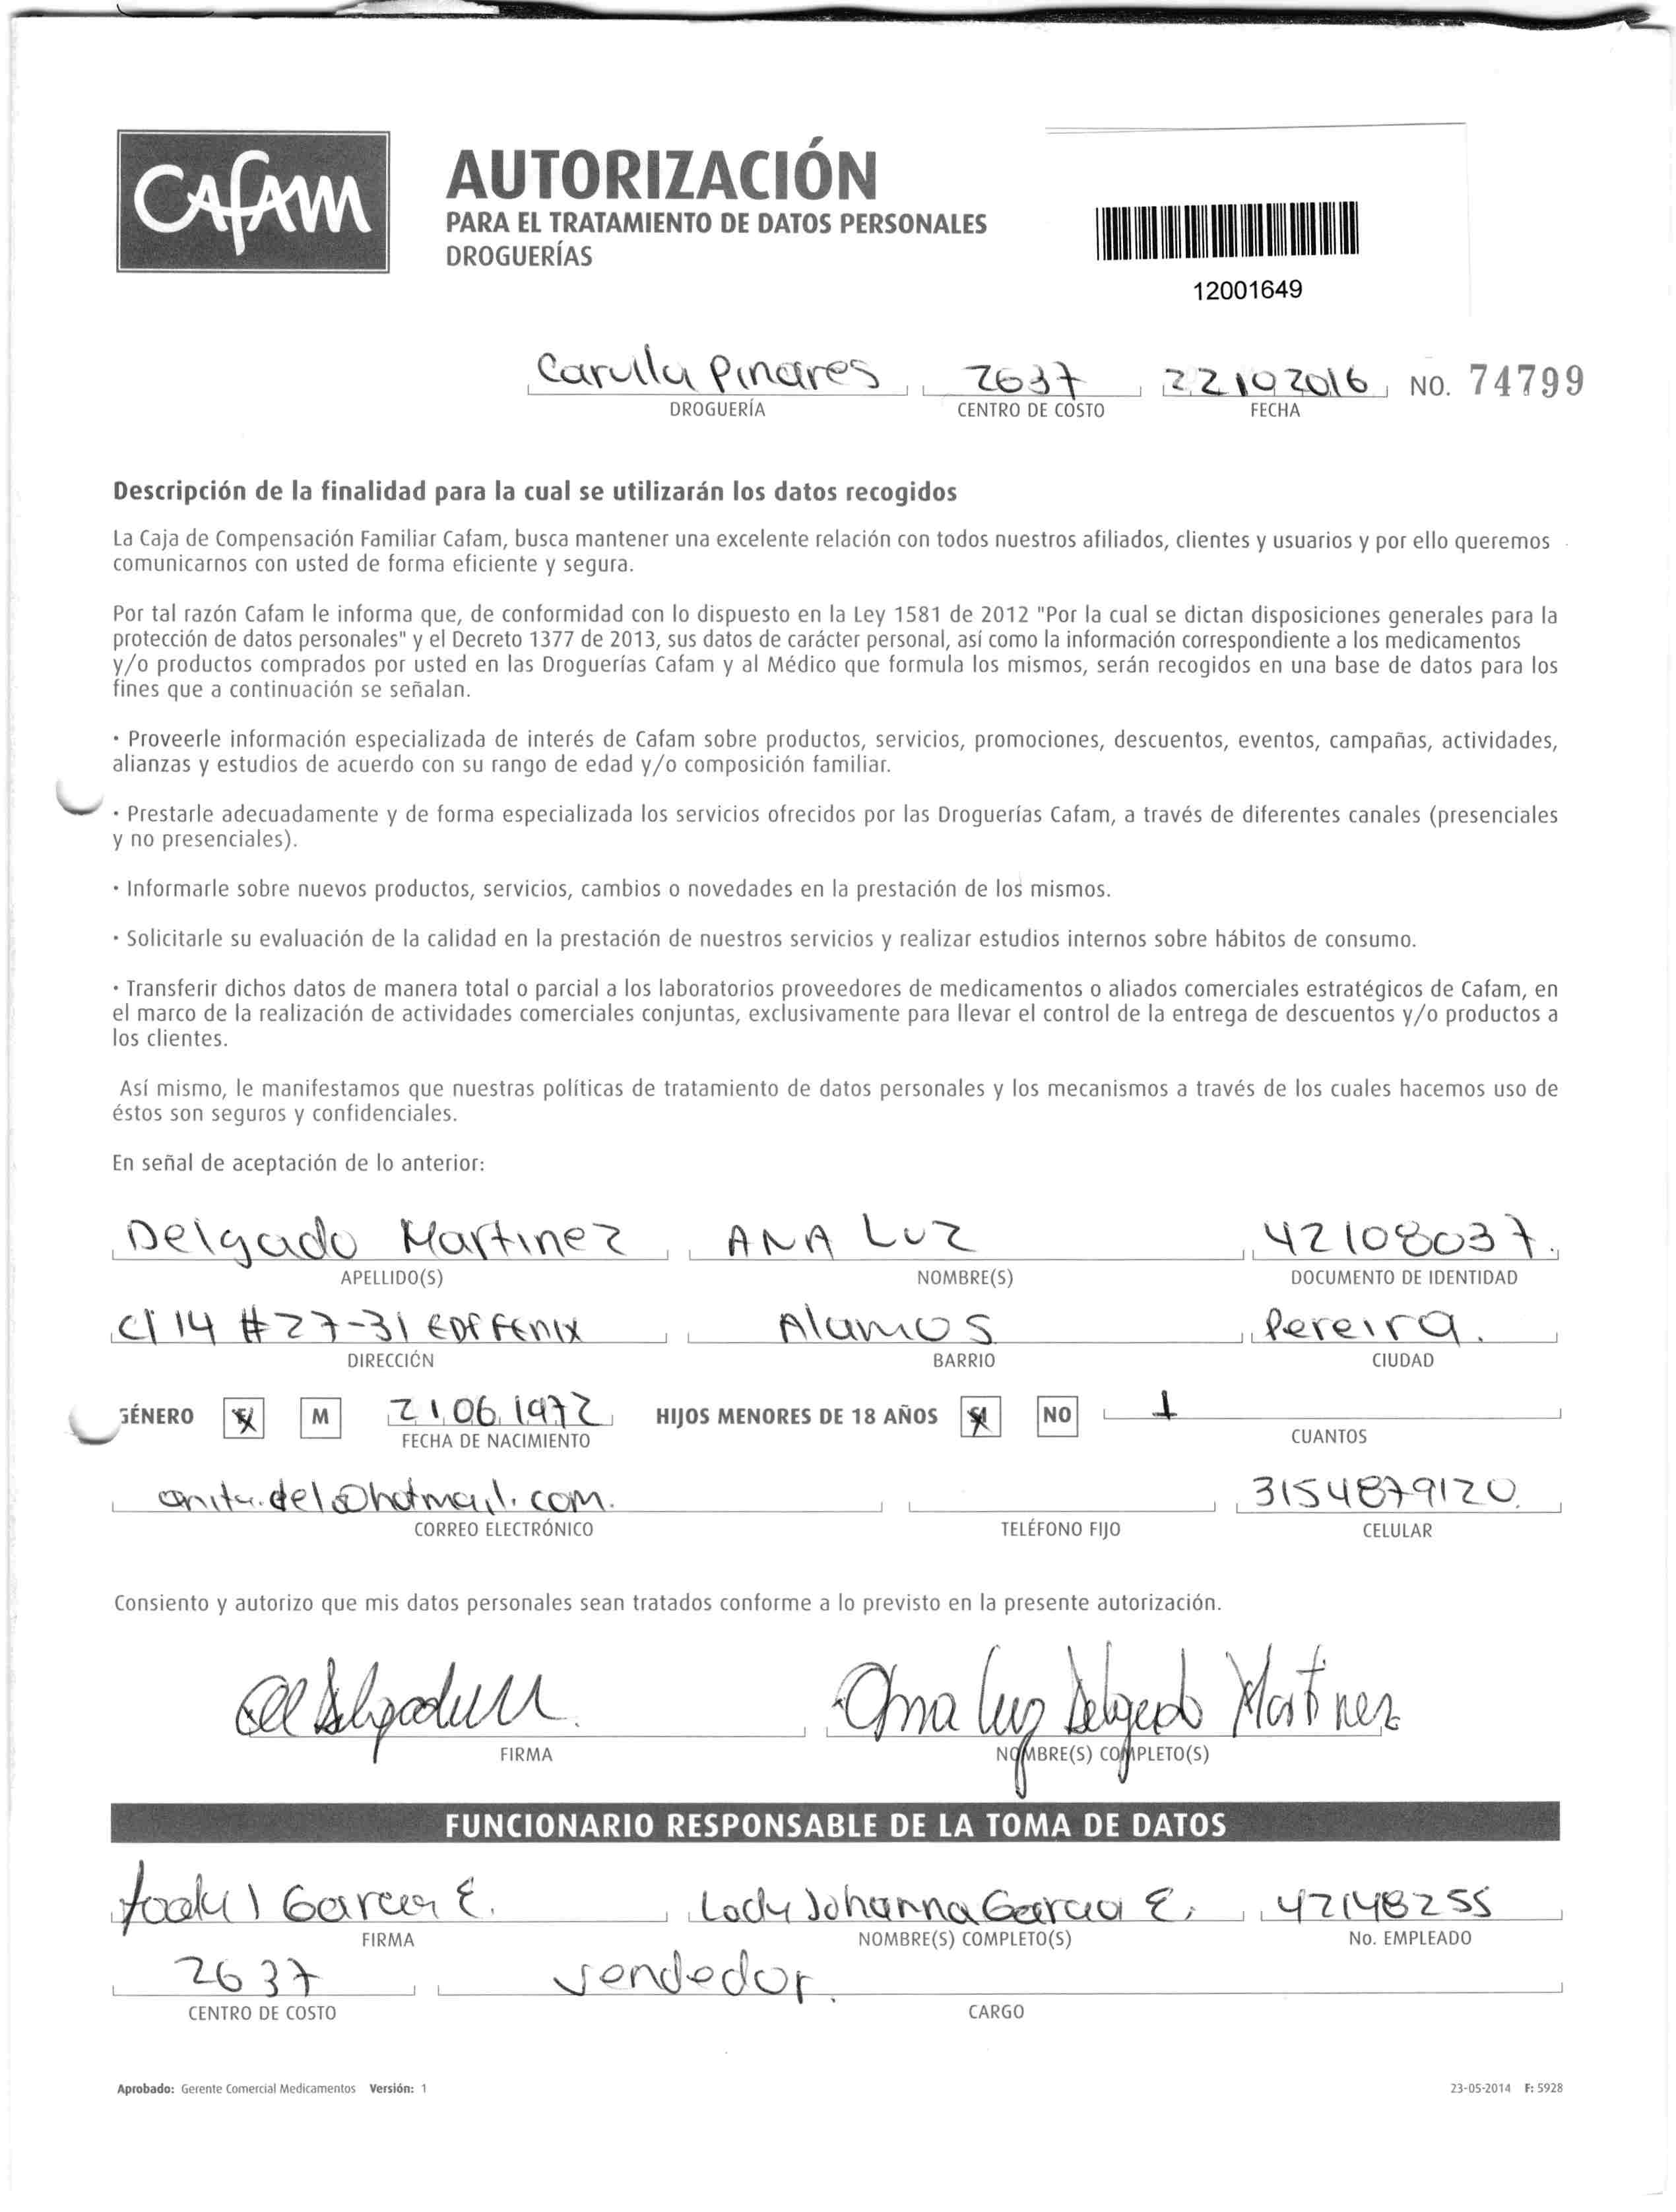 CAFAM
AUTORIZACIÓN
PARA EL TRATAMIENTO DE DATOS PERSONALES
DROGUERÍAS
12001649
Carulla Pinares 2637 22 10 2016 NO. 74799
DROGUERÍA CENTRO DE COSTO FECHA
Descripción de la finalidad para la cual se utilizarán los datos recogidos
La Caja de Compensación Familiar Cafam, busca mantener una excelente relación con todos nuestros afiliados, clientes y usuarios y por ello queremos
comunicarnos con usted de forma eficiente y segura.
Por tal razón Cafam le informa que, de conformidad con lo dispuesto en la Ley 1581 de 2012 "Por la cual se dictan disposiciones generales para la
protección de datos personales" y el Decreto 1377 de 2013, sus datos de carácter personal, así como la información correspondiente a los medicamentos
y/o productos comprados por usted en las Droguerías Cafam y al Médico que formula los mismos, serán recogidos en una base de datos para los
fines que a continuación se señalan.
· Proveerle información especializada de interés de Cafam sobre productos, servicios, promociones, descuentos, eventos, campañas, actividades,
alianzas y estudios de acuerdo con su rango de edad y/o composición familiar.
· Prestarle adecuadamente y de forma especializada los servicios ofrecidos por las Droguerías Cafam, a través de diferentes canales (presenciales
y no presenciales).
· Informarle sobre nuevos productos, servicios, cambios o novedades en la prestación de los mismos.
· Solicitarle su evaluación de la calidad en la prestación de nuestros servicios y realizar estudios internos sobre hábitos de consumo.
· Transferir dichos datos de manera total o parcial a los laboratorios proveedores de medicamentos o aliados comerciales estratégicos de Cafam, en
el marco de la realización de actividades comerciales conjuntas, exclusivamente para llevar el control de la entrega de descuentos y/o productos a
los clientes.
Así mismo, le manifestamos que nuestras políticas de tratamiento de datos personales y los mecanismos a través de los cuales hacemos uso de
éstos son seguros y confidenciales.
En señal de aceptación de lo anterior:
Delgado Martinez ANA LUZ 42108037.
APELLIDO(S) NOMBRE(S) DOCUMENTO DE IDENTIDAD
Cl 14 #27-31 EDF FENIX Alamos Pereira.
DIRECCIÓN BARRIO CIUDAD
GÉNERO F M 21 06 1972 HIJOS MENORES DE 18 AÑOS SI NO 1
FECHA DE NACIMIENTO CUANTOS
anita.del@hotmail.com. 3154879120.
CORREO ELECTRÓNICO TELÉFONO FIJO CELULAR
Consiento y autorizo que mis datos personales sean tratados conforme a lo previsto en la presente autorización.
Ana Luz Delgado Martinez
FIRMA NOMBRE(S) COMPLETO(S)
FUNCIONARIO RESPONSABLE DE LA TOMA DE DATOS
Garcia E. Lady Johanna Garcia E. 42148255
FIRMA NOMBRE(S) COMPLETO(S) No. EMPLEADO
2637 vendedor.
CENTRO DE COSTO CARGO
Aprobado: Gerente Comercial Medicamentos Versión: 1 23-05-2014 F: 5928